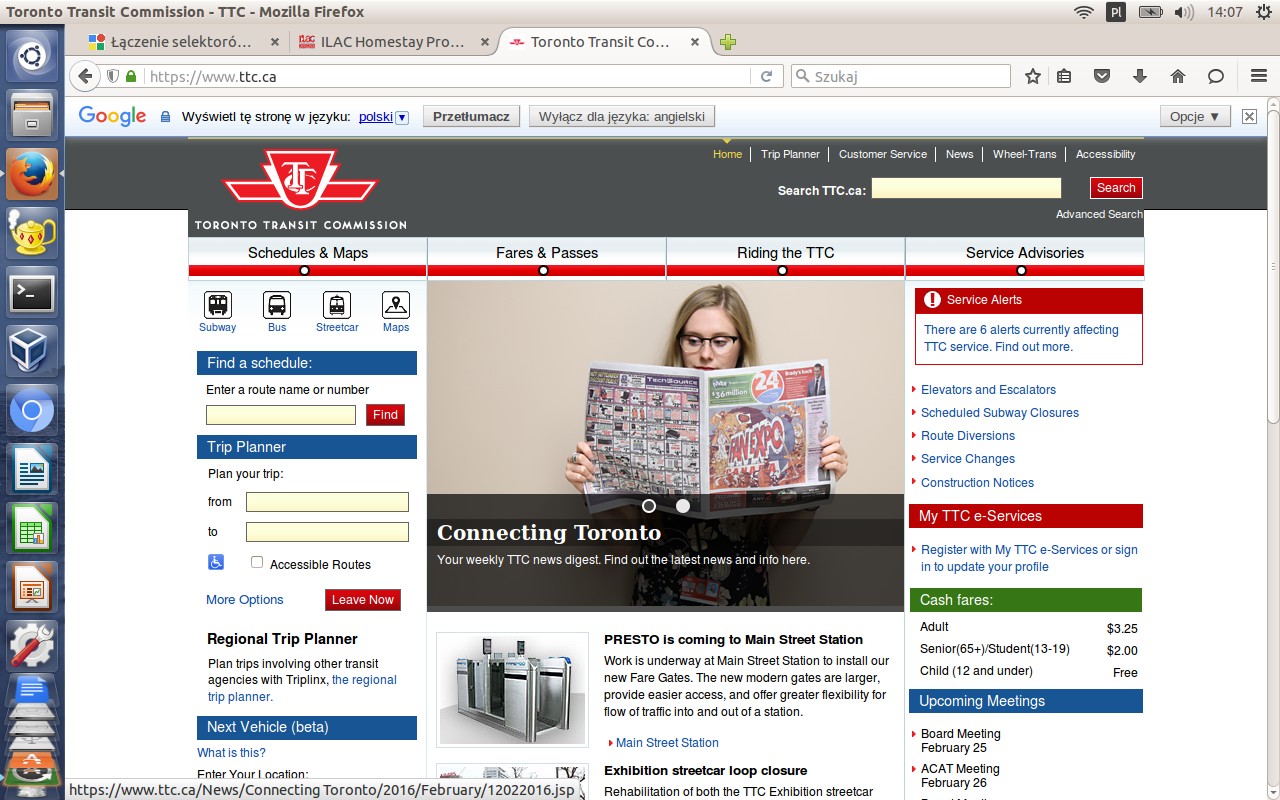 Toronto Transit Commission - TTC - Mozilla Firefox
Pl
14:07
Łączenie selektoró...
ILAC Homestay Pro...
Toronto Transit Co...
https://www.ttc.ca
Szukaj
Google
Wyświetl tę stronę w języku: polski
Przetłumacz
Wyłącz dla języka: angielski
Opcje ▼
Home
Trip Planner
Customer Service
News
Wheel-Trans
Accessibility
Search TTC.ca:
Search
Advanced Search
TORONTO TRANSIT COMMISSION
Schedules & Maps
Fares & Passes
Riding the TTC
Service Advisories
Subway
Bus
Streetcar
Maps
Find a schedule:
Enter a route name or number
Find
Trip Planner
Plan your trip:
from
to
Accessible Routes
More Options
Leave Now
Regional Trip Planner
Plan trips involving other transit
agencies with Triplinx, the regional
trip planner.
Next Vehicle (beta)
What is this?
Enter Your Location:
TECHSOURCE
24
$36million
FAN EXPO
Connecting Toronto
Your weekly TTC news digest. Find out the latest news and info here.
PRESTO is coming to Main Street Station
Work is underway at Main Street Station to install our
new Fare Gates. The new modern gates are larger,
provide easier access, and offer greater flexibility for
flow of traffic into and out of a station.
Main Street Station
Exhibition streetcar loop closure
Rehabilitation of both the TTC Exhibition streetcar
Service Alerts
There are 6 alerts currently affecting
TTC service. Find out more.
Elevators and Escalators
Scheduled Subway Closures
Route Diversions
Service Changes
Construction Notices
My TTC e-Services
Register with My TTC e-Services or sign
in to update your profile
Cash fares:
Adult $3.25
Senior(65+)/Student(13-19) $2.00
Child (12 and under) Free
Upcoming Meetings
Board Meeting
February 25
ACAT Meeting
February 26
https://www.ttc.ca/News/Connecting Toronto/2016/February/12022016.jsp